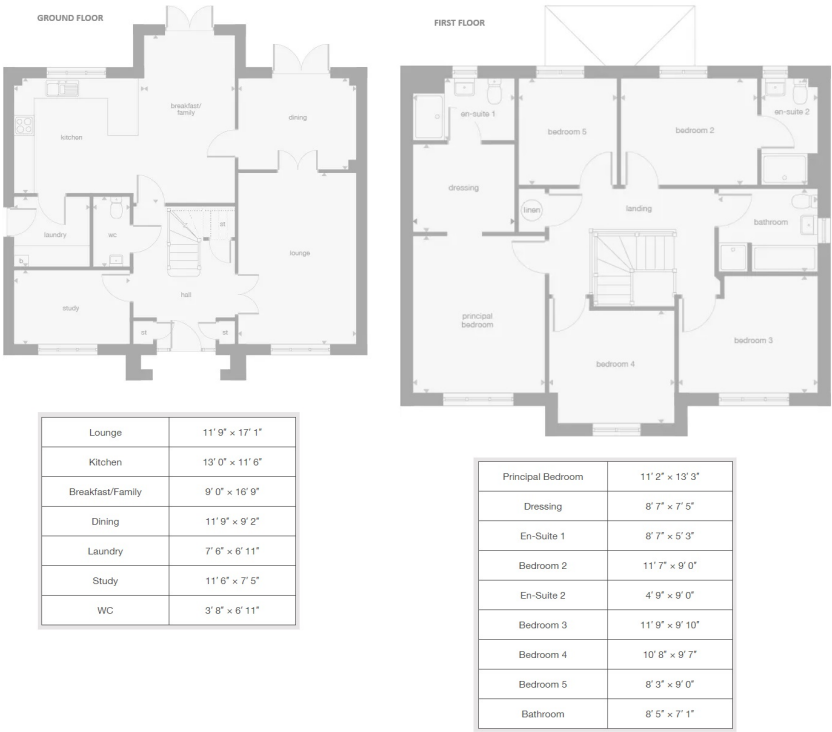 GROUND FLOOR
breakfast/
family
dining
kitchen
laundry
wc
st
lounge
b
study
hall
st
st
Lounge 11' 9" × 17' 1"
Kitchen 13' 0" × 11' 6"
Breakfast/Family 9' 0" × 16' 9"
Dining 11' 9" × 9' 2"
Laundry 7' 6" × 6' 11"
Study 11' 6" × 7' 5"
WC 3' 8" × 6' 11"
FIRST FLOOR
en-suite 1
bedroom 5
bedroom 2
en-suite 2
dressing
linen
landing
bathroom
principal
bedroom
bedroom 4
bedroom 3
Principal Bedroom 11' 2" × 13' 3"
Dressing 8' 7" × 7' 5"
En-Suite 1 8' 7" × 5' 3"
Bedroom 2 11' 7" × 9' 0"
En-Suite 2 4' 9" × 9' 0"
Bedroom 3 11' 9" × 9' 10"
Bedroom 4 10' 8" × 9' 7"
Bedroom 5 8' 3" × 9' 0"
Bathroom 8' 5" × 7' 1"